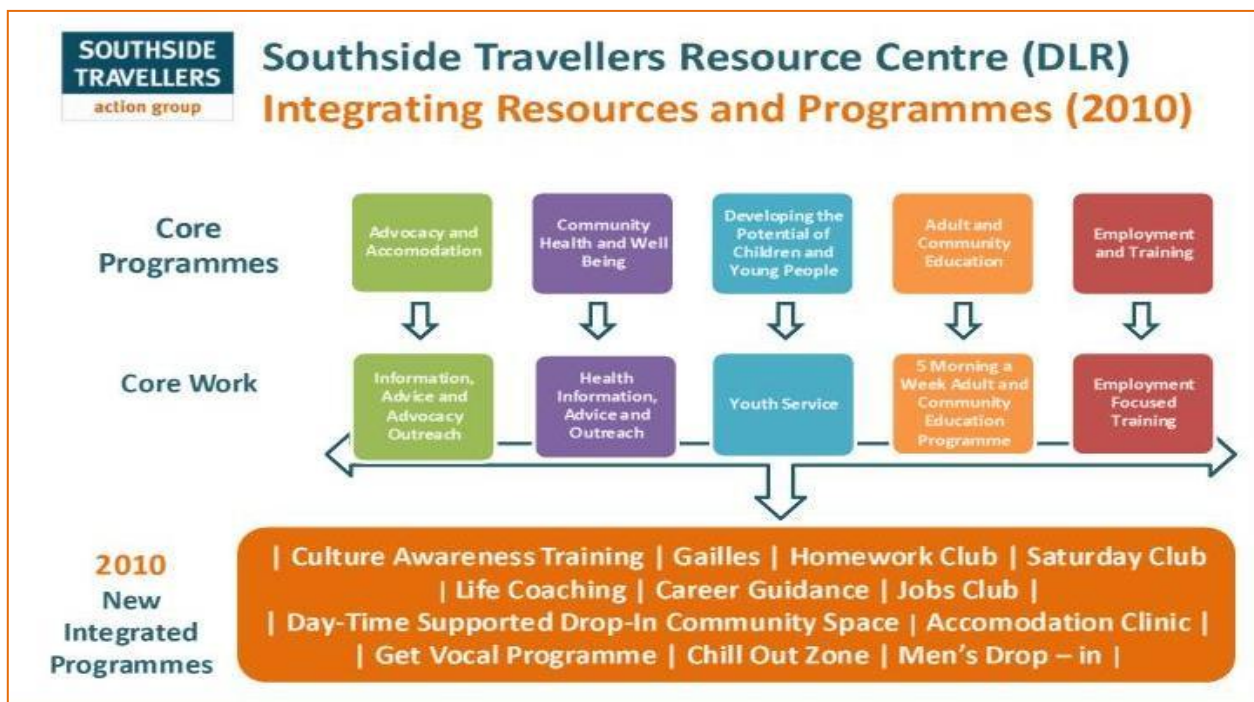 SOUTHSIDE
TRAVELLERS
action group
Southside Travellers Resource Centre (DLR)
Integrating Resources and Programmes (2010)
Core
Programmes
Advocacy and
Accomodation
Community
Health and Well
Being
Developing the
Potential of
Children and
Young People
Adult and
Community
Education
Employment
and Training
Core Work
Information,
Advice and
Advocacy
Outreach
Health
Information,
Advice and
Outreach
Youth Service
5 Morning a
Week Adult and
Community
Education
Programme
Employment
Focused
Training
2010
New
Integrated
Programmes
| Culture Awareness Training | Gailles | Homework Club | Saturday Club
| Life Coaching | Career Guidance | Jobs Club |
| Day-Time Supported Drop-In Community Space | Accomodation Clinic |
| Get Vocal Programme | Chill Out Zone | Men's Drop – in |